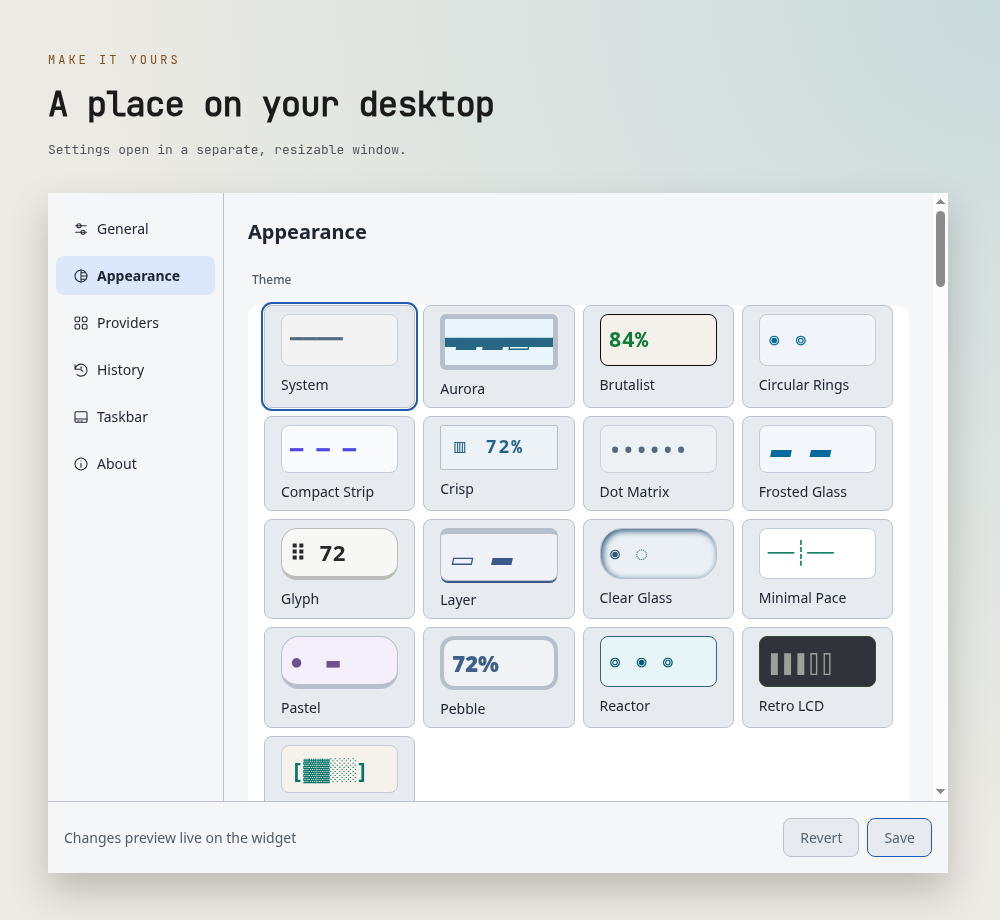 MAKE IT YOURS
A place on your desktop
Settings open in a separate, resizable window.
General
Appearance
Providers
History
Taskbar
About
Appearance
Theme
System
Aurora
84%
Brutalist
Circular Rings
Compact Strip
72%
Crisp
Dot Matrix
Frosted Glass
72
Glyph
Layer
Clear Glass
Minimal Pace
Pastel
72%
Pebble
Reactor
Retro LCD
[▓▓░░]
Changes preview live on the widget
Revert
Save